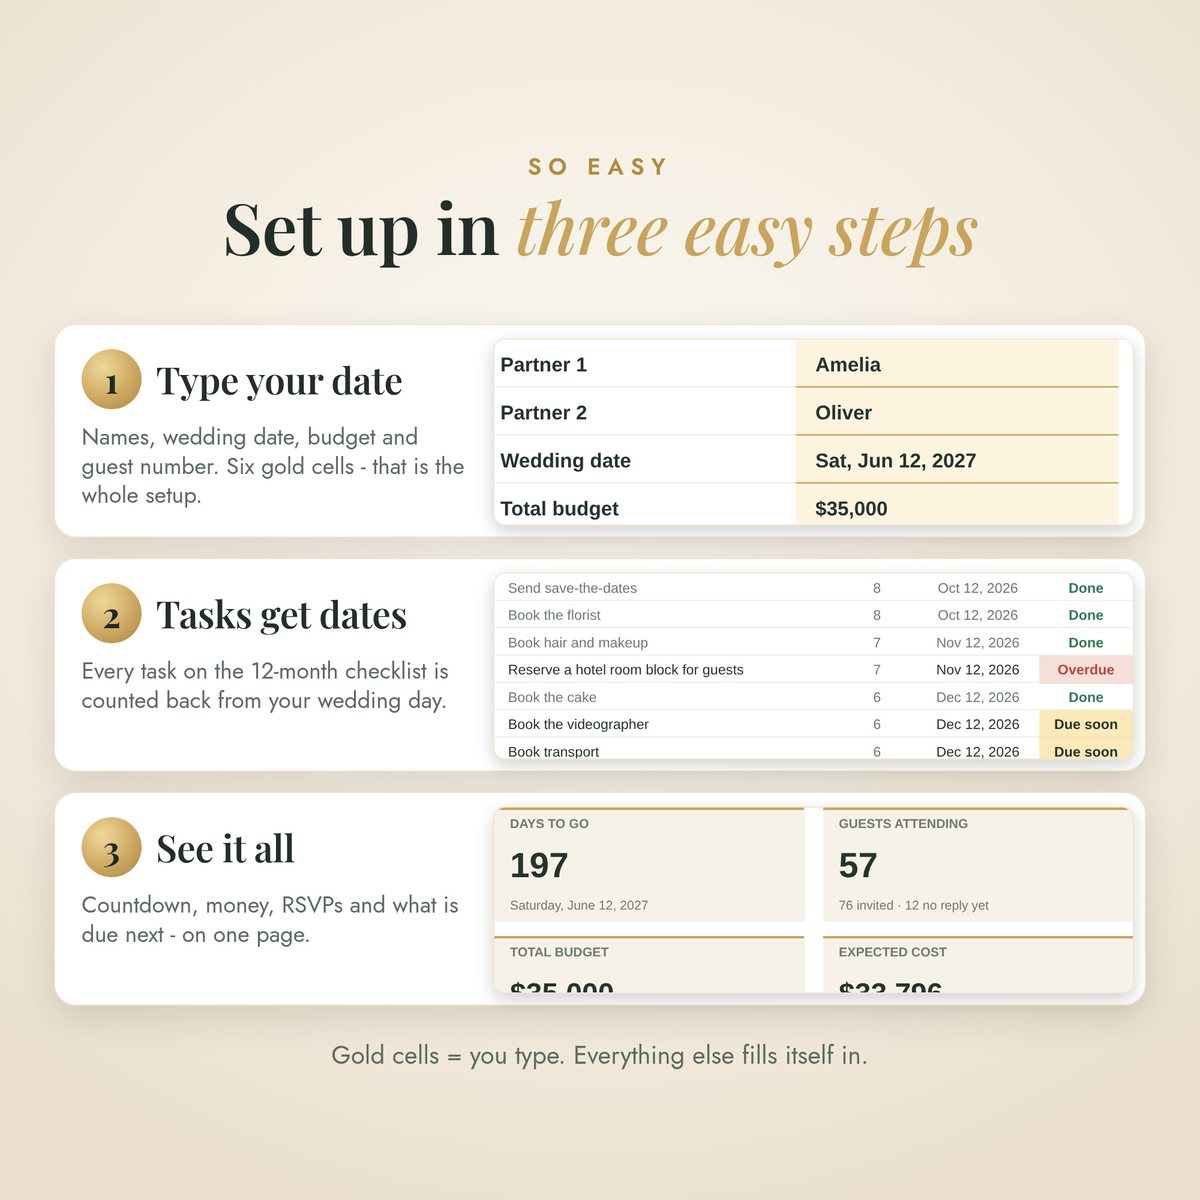 SO EASY
Set up in three easy steps
1 Type your date
Names, wedding date, budget and
guest number. Six gold cells - that is the
whole setup.
Partner 1 Amelia
Partner 2 Oliver
Wedding date Sat, Jun 12, 2027
Total budget $35,000
2 Tasks get dates
Every task on the 12-month checklist is
counted back from your wedding day.
Send save-the-dates 8 Oct 12, 2026 Done
Book the florist 8 Oct 12, 2026 Done
Book hair and makeup 7 Nov 12, 2026 Done
Reserve a hotel room block for guests 7 Nov 12, 2026 Overdue
Book the cake 6 Dec 12, 2026 Done
Book the videographer 6 Dec 12, 2026 Due soon
Book transport 6 Dec 12, 2026 Due soon
3 See it all
Countdown, money, RSVPs and what is
due next - on one page.
DAYS TO GO GUESTS ATTENDING
197 57
Saturday, June 12, 2027 76 invited · 12 no reply yet
TOTAL BUDGET EXPECTED COST
$35,000 $33,796
Gold cells = you type. Everything else fills itself in.